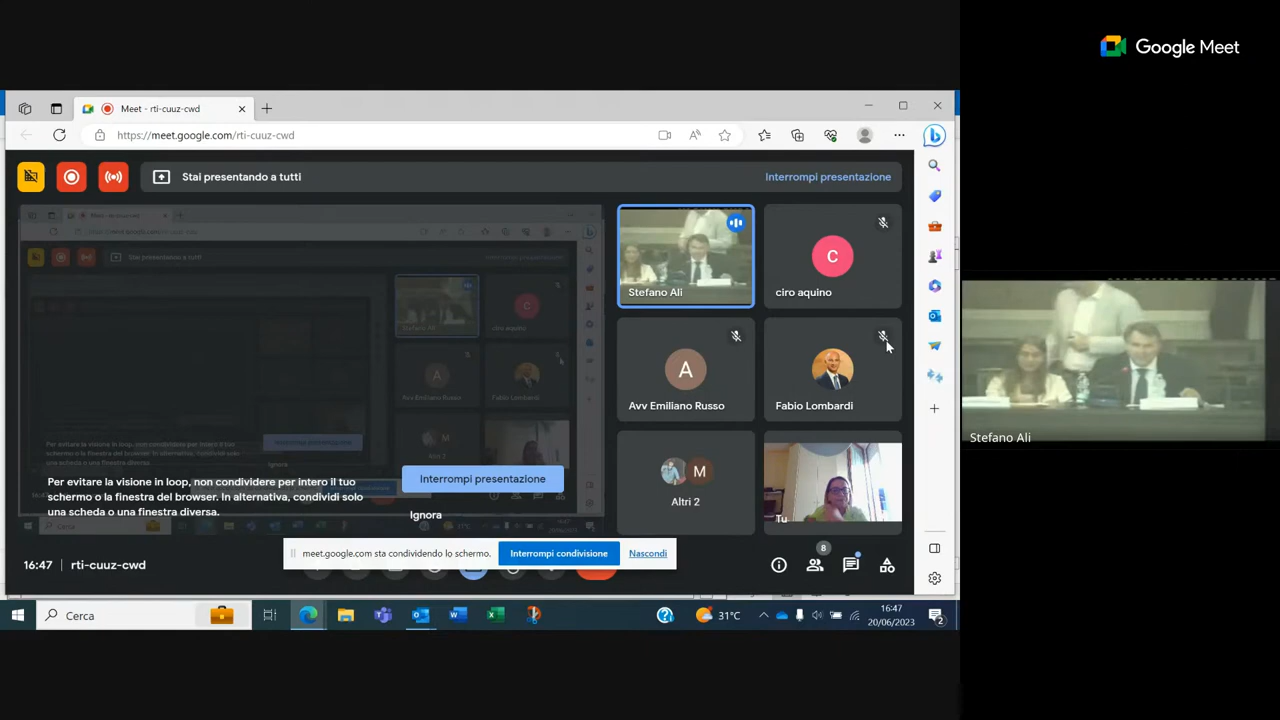 Google Meet
Meet - rti-cuuz-cwd
https://meet.google.com/rti-cuuz-cwd
Stai presentando a tutti
Interrompi presentazione
Stefano Ali
C
ciro aquino
A
Avv Emiliano Russo
Fabio Lombardi
M
Altri 2
Tu
Per evitare la visione in loop, non condividere per intero il tuo
schermo o la finestra del browser. In alternativa, condividi solo
una scheda o una finestra diversa.
Interrompi presentazione
Ignora
meet.google.com sta condividendo lo schermo.
Interrompi condivisione
Nascondi
16:47 | rti-cuuz-cwd
8
Cerca
31°C
16:47
20/06/2023
2
Stefano Ali